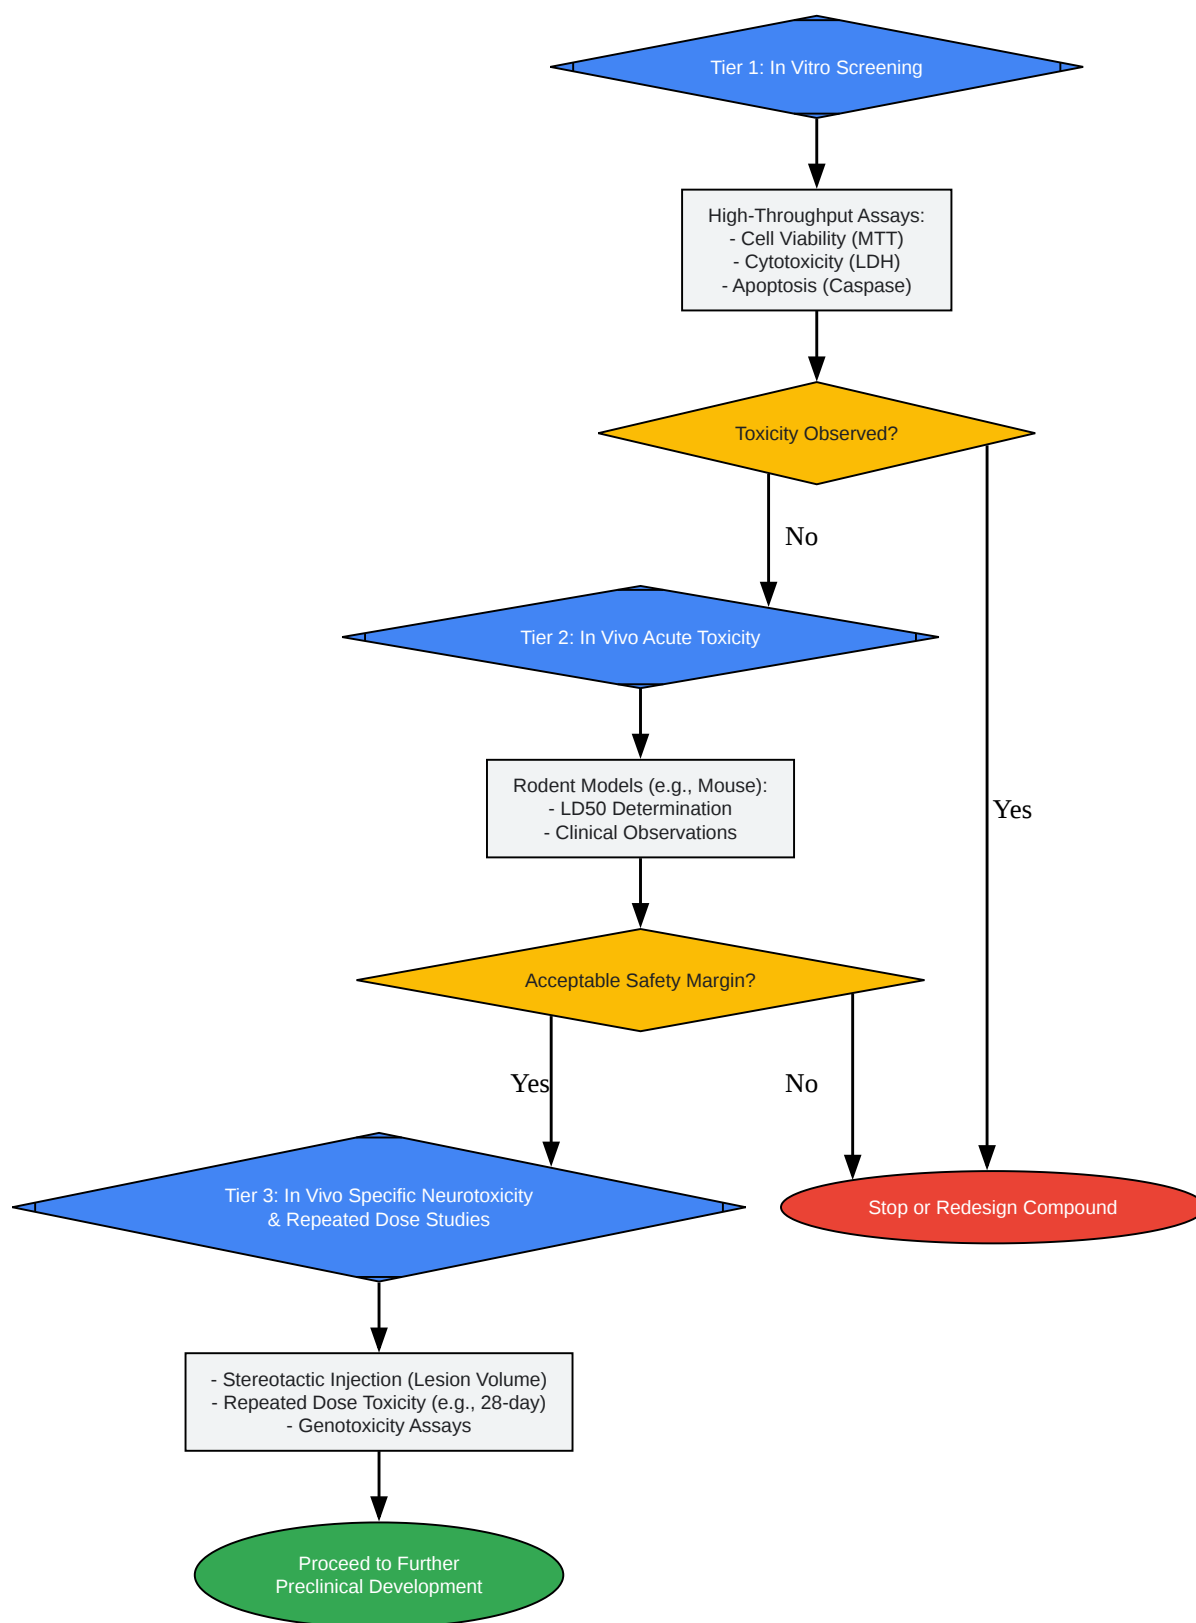 Tier 1: In Vitro Screening
High-Throughput Assays:
- Cell Viability (MTT)
- Cytotoxicity (LDH)
- Apoptosis (Caspase)
Toxicity Observed?
No
Tier 2: In Vivo Acute Toxicity
Rodent Models (e.g., Mouse):
- LD50 Determination
- Clinical Observations
Yes
Acceptable Safety Margin?
Yes
No
Tier 3: In Vivo Specific Neurotoxicity
& Repeated Dose Studies
Stop or Redesign Compound
- Stereotactic Injection (Lesion Volume)
- Repeated Dose Toxicity (e.g., 28-day)
- Genotoxicity Assays
Proceed to Further
Preclinical Development